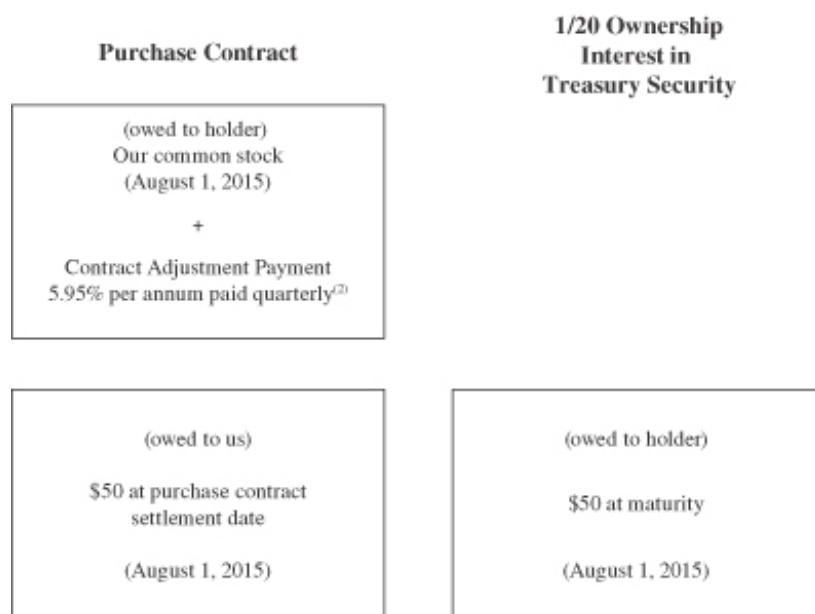 Purchase Contract
1/20 Ownership
Interest in
Treasury Security
(owed to holder)
Our common stock
(August 1, 2015)
+
Contract Adjustment Payment
5.95% per annum paid quarterly(2)
(owed to us)
$50 at purchase contract
settlement date
(August 1, 2015)
(owed to holder)
$50 at maturity
(August 1, 2015)